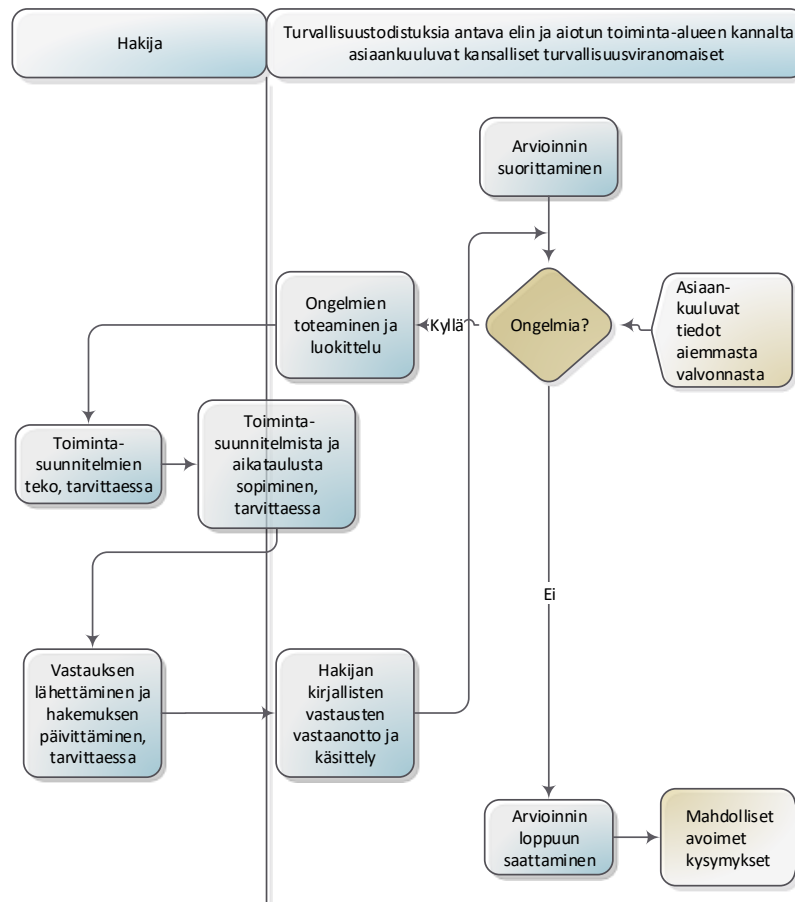 Hakija
Turvallisuustodistuksia antava elin ja aiotun toiminta-alueen kannalta
asiaankuuluvat kansalliset turvallisuusviranomaiset
Arvioinnin
suorittaminen
Ongelmien
toteaminen ja
luokittelu
Kyllä
Ongelmia?
Asiaan-
kuuluvat
tiedot
aiemmasta
valvonnasta
Toiminta-
suunnitelmien
teko, tarvittaessa
Toiminta-
suunnitelmista ja
aikataulusta
sopiminen,
tarvittaessa
Ei
Vastauksen
lähettäminen ja
hakemuksen
päivittäminen,
tarvittaessa
Hakijan
kirjallisten
vastausten
vastaanotto ja
käsittely
Arvioinnin
loppuun
saattaminen
Mahdolliset
avoimet
kysymykset